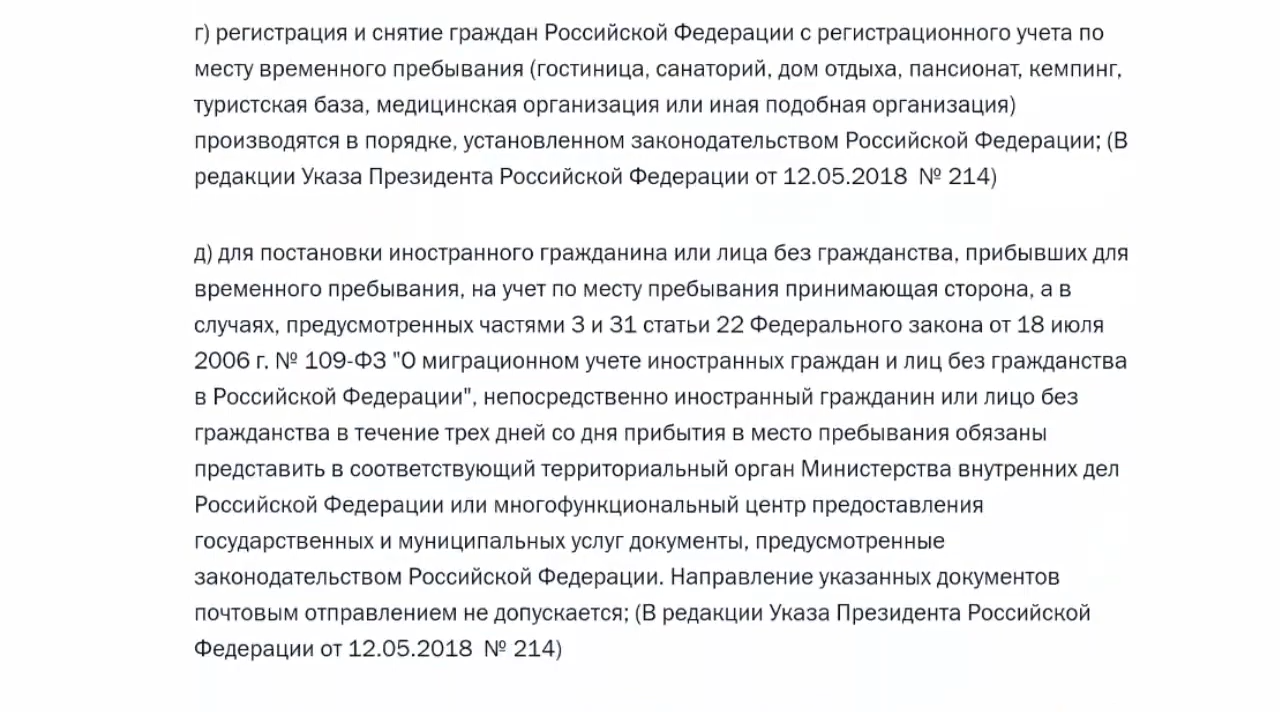 г) регистрация и снятие граждан Российской Федерации с регистрационного учета по
месту временного пребывания (гостиница, санаторий, дом отдыха, пансионат, кемпинг,
туристская база, медицинская организация или иная подобная организация)
производятся в порядке, установленном законодательством Российской Федерации; (В
редакции Указа Президента Российской Федерации от 12.05.2018  № 214)
д) для постановки иностранного гражданина или лица без гражданства, прибывших для
временного пребывания, на учет по месту пребывания принимающая сторона, а в
случаях, предусмотренных частями 3 и 31 статьи 22 Федерального закона от 18 июля
2006 г. № 109-ФЗ "О миграционном учете иностранных граждан и лиц без гражданства
в Российской Федерации", непосредственно иностранный гражданин или лицо без
гражданства в течение трех дней со дня прибытия в место пребывания обязаны
представить в соответствующий территориальный орган Министерства внутренних дел
Российской Федерации или многофункциональный центр предоставления
государственных и муниципальных услуг документы, предусмотренные
законодательством Российской Федерации. Направление указанных документов
почтовым отправлением не допускается; (В редакции Указа Президента Российской
Федерации от 12.05.2018  № 214)